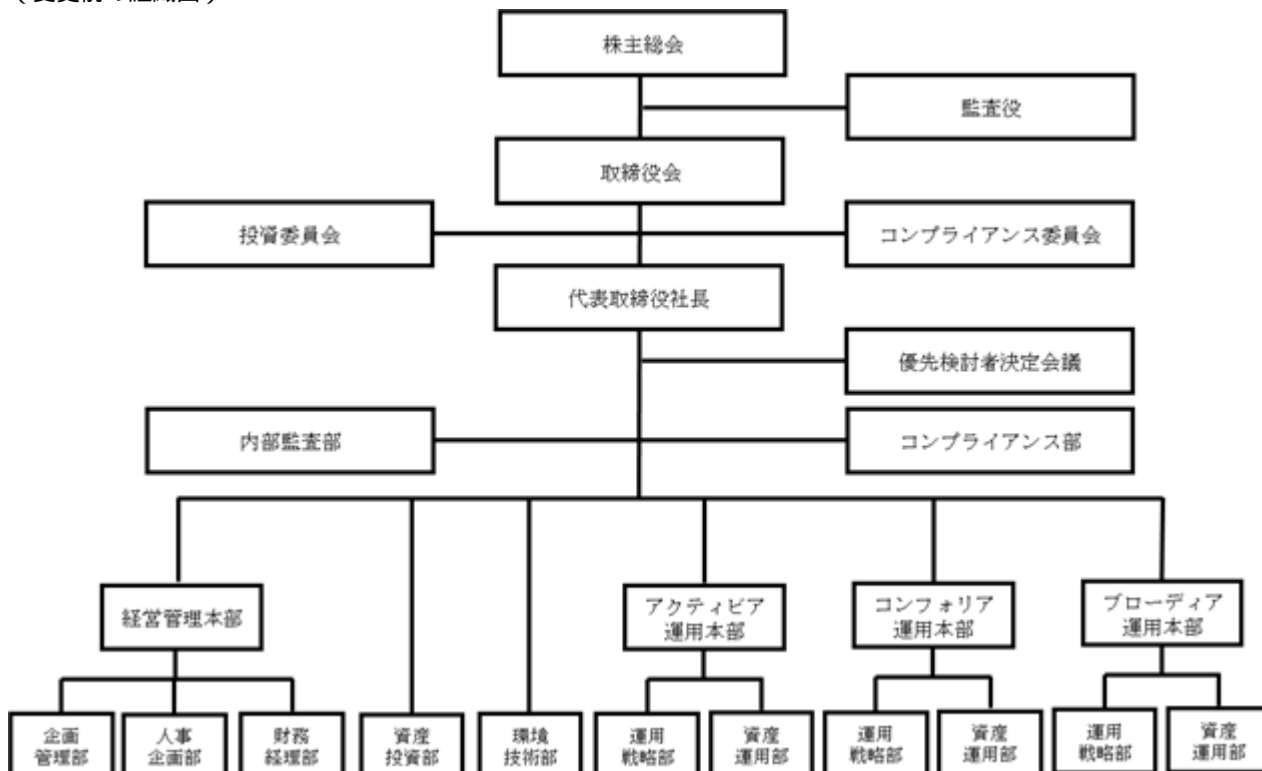 (変更前の組織図)
株主総会
監査役
取締役会
投資委員会
コンプライアンス委員会
代表取締役社長
優先検討者決定会議
内部監査部
コンプライアンス部
経営管理本部
アクティビア
運用本部
コンフォリア
運用本部
ブローディア
運用本部
企画
管理部
人事
企画部
財務
経理部
資産
投資部
環境
技術部
運用
戦略部
資産
運用部
運用
戦略部
資産
運用部
運用
戦略部
資産
運用部